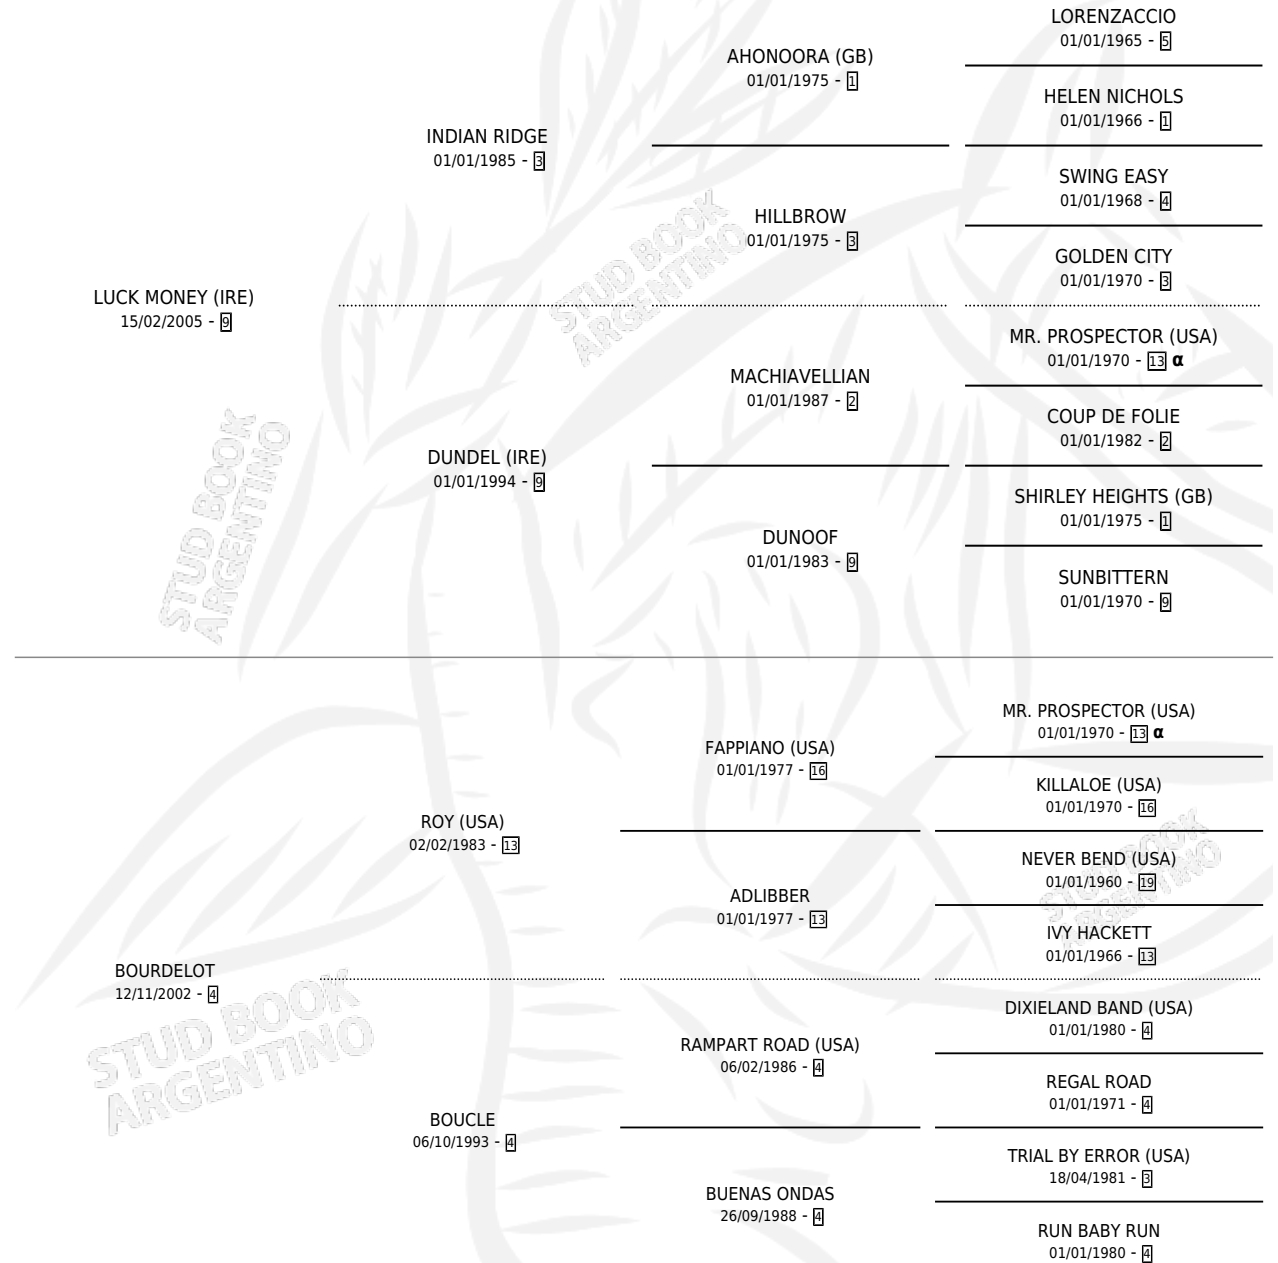 LORENZACCIO
01/01/1965 - 5
AHONOORA (GB)
01/01/1975 - 1
HELEN NICHOLS
01/01/1966 - 1
INDIAN RIDGE
01/01/1985 - 3
SWING EASY
01/01/1968 - 4
HILLBROW
01/01/1975 - 3
GOLDEN CITY
01/01/1970 - 3
LUCK MONEY (IRE)
15/02/2005 - 9
MR. PROSPECTOR (USA)
01/01/1970 - 13 α
MACHIAVELLIAN
01/01/1987 - 2
COUP DE FOLIE
01/01/1982 - 2
DUNDEL (IRE)
01/01/1994 - 9
SHIRLEY HEIGHTS (GB)
01/01/1975 - 1
DUNOOF
01/01/1983 - 9
SUNBITTERN
01/01/1970 - 9
MR. PROSPECTOR (USA)
01/01/1970 - 13 α
FAPPIANO (USA)
01/01/1977 - 16
KILLALOE (USA)
01/01/1970 - 16
ROY (USA)
02/02/1983 - 13
NEVER BEND (USA)
01/01/1960 - 19
ADLIBBER
01/01/1977 - 13
IVY HACKETT
01/01/1966 - 13
BOURDELOT
12/11/2002 - 4
DIXIELAND BAND (USA)
01/01/1980 - 4
RAMPART ROAD (USA)
06/02/1986 - 4
REGAL ROAD
01/01/1971 - 4
BOUCLE
06/10/1993 - 4
TRIAL BY ERROR (USA)
18/04/1981 - 3
BUENAS ONDAS
26/09/1988 - 4
RUN BABY RUN
01/01/1980 - 4
STUD BOOK
ARGENTINO
STUD BOOK
ARGENTINO
STUD BOOK
ARGENTINO
STUD BOOK
ARGENTINO